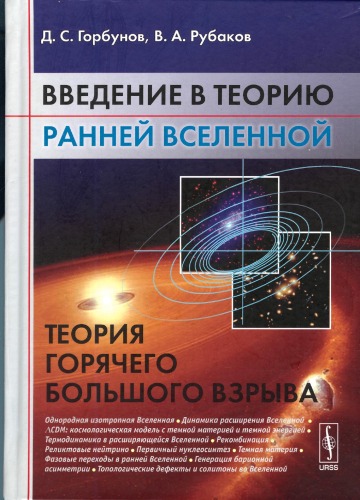 Д. С. Горбунов, В. А. Рубаков
ВВЕДЕНИЕ В ТЕОРИЮ
РАННЕЙ ВСЕЛЕННОЙ
ТЕОРИЯ
ГОРЯЧЕГО
БОЛЬШОГО ВЗРЫВА
Однородная изотропная Вселенная • Динамика расширения Вселенной •
ΛCDM: космологическая модель с темной материей и темной энергией •
Термодинамика в расширяющейся Вселенной • Рекомбинация •
Реликтовые нейтрино • Первичный нуклеосинтез • Темная материя •
Фазовые переходы в ранней Вселенной • Генерация барионной
асимметрии • Топологические дефекты и солитоны во Вселенной
URSS